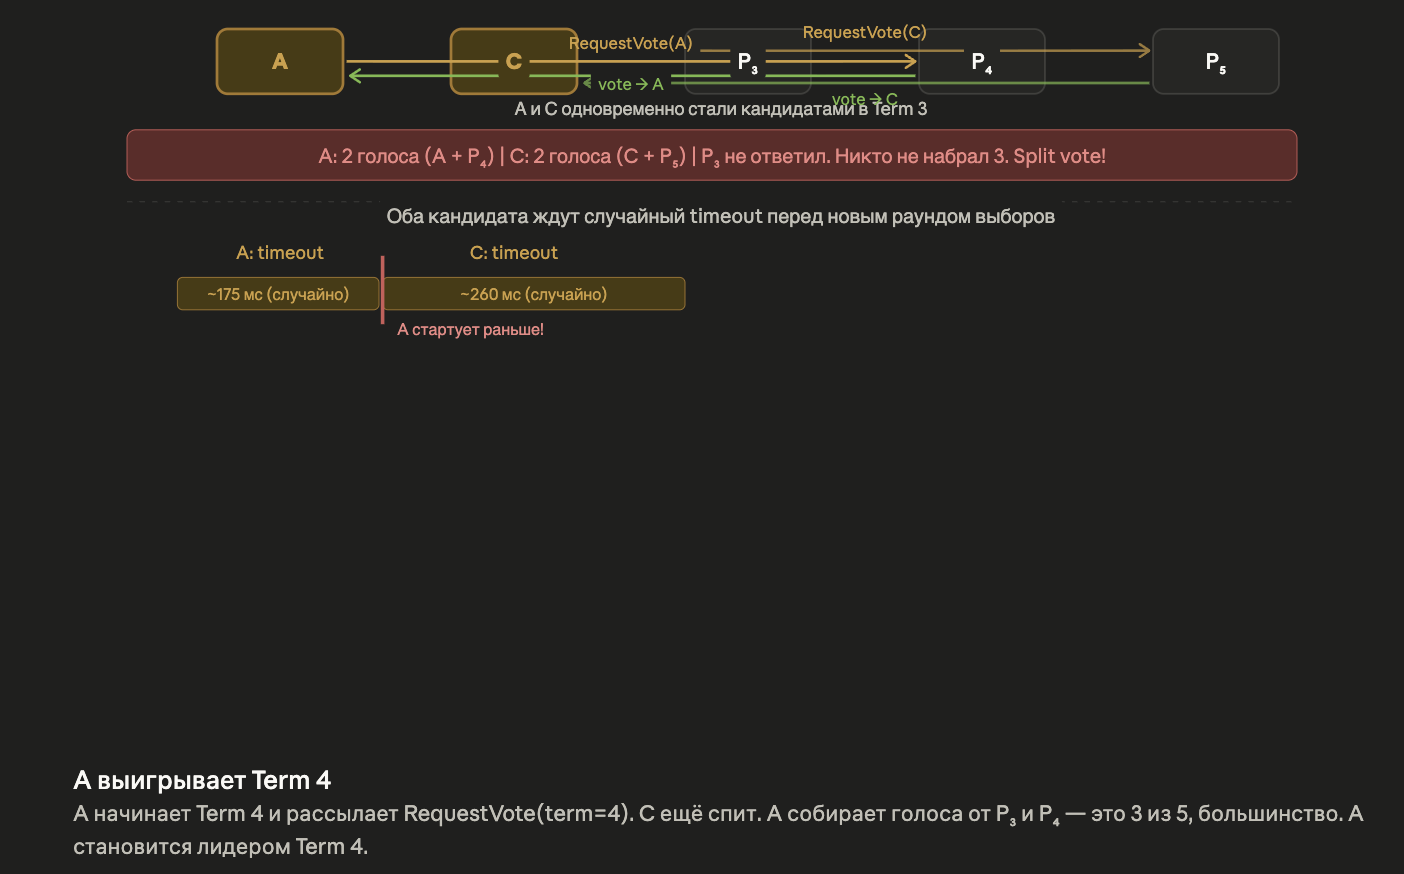 RequestVote(C)
RequestVote(A)
A
C
P₃
P₄
P₅
vote → A
vote → C
А и С одновременно стали кандидатами в Term 3
A: 2 голоса (A + P₄) | C: 2 голоса (C + P₅) | P₃ не ответил. Никто не набрал 3. Split vote!
Оба кандидата ждут случайный timeout перед новым раундом выборов
A: timeout
C: timeout
~175 мс (случайно)
~260 мс (случайно)
А стартует раньше!
А выигрывает Term 4
А начинает Term 4 и рассылает RequestVote(term=4). С ещё спит. А собирает голоса от P₃ и P₄ — это 3 из 5, большинство. А
становится лидером Term 4.